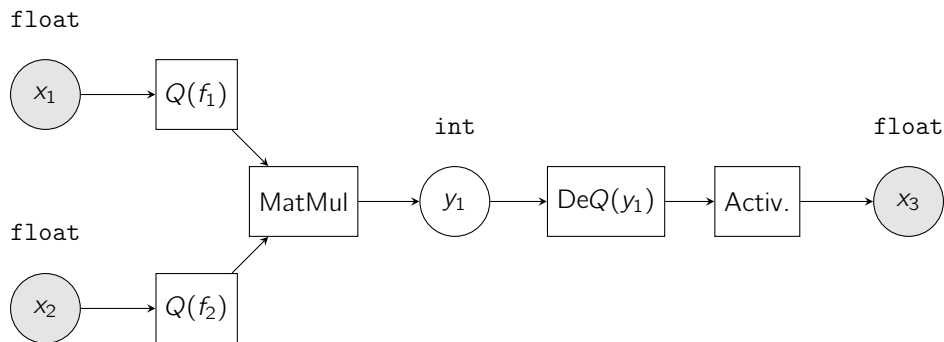 float
x₁
Q(f₁)
int
float
MatMul
y₁
DeQ(y₁)
Activ.
x₃
float
x₂
Q(f₂)